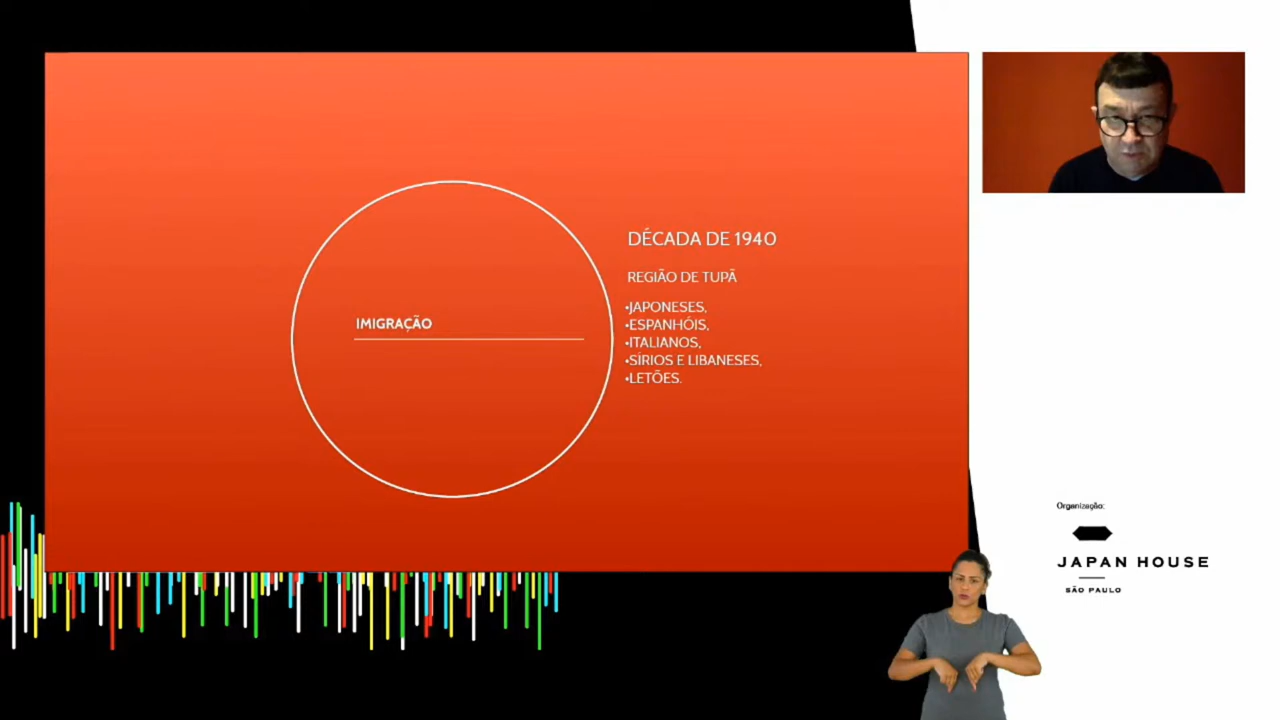 IMIGRAÇÃO
DÉCADA DE 1940
REGIÃO DE TUPÃ
•JAPONESES,
•ESPANHÓIS,
•ITALIANOS,
•SÍRIOS E LIBANESES,
•LETÕES.
Organização:
JAPAN HOUSE
SÃO PAULO